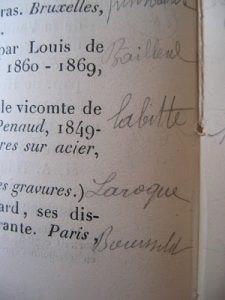 ras. Bruxelles,
par Louis de
1860-1869, Bailleul
le vicomte de
Penaud, 1849- Labitte
res sur acier,
es gravures.) Laroque
ard, ses dis-
rante. Paris,